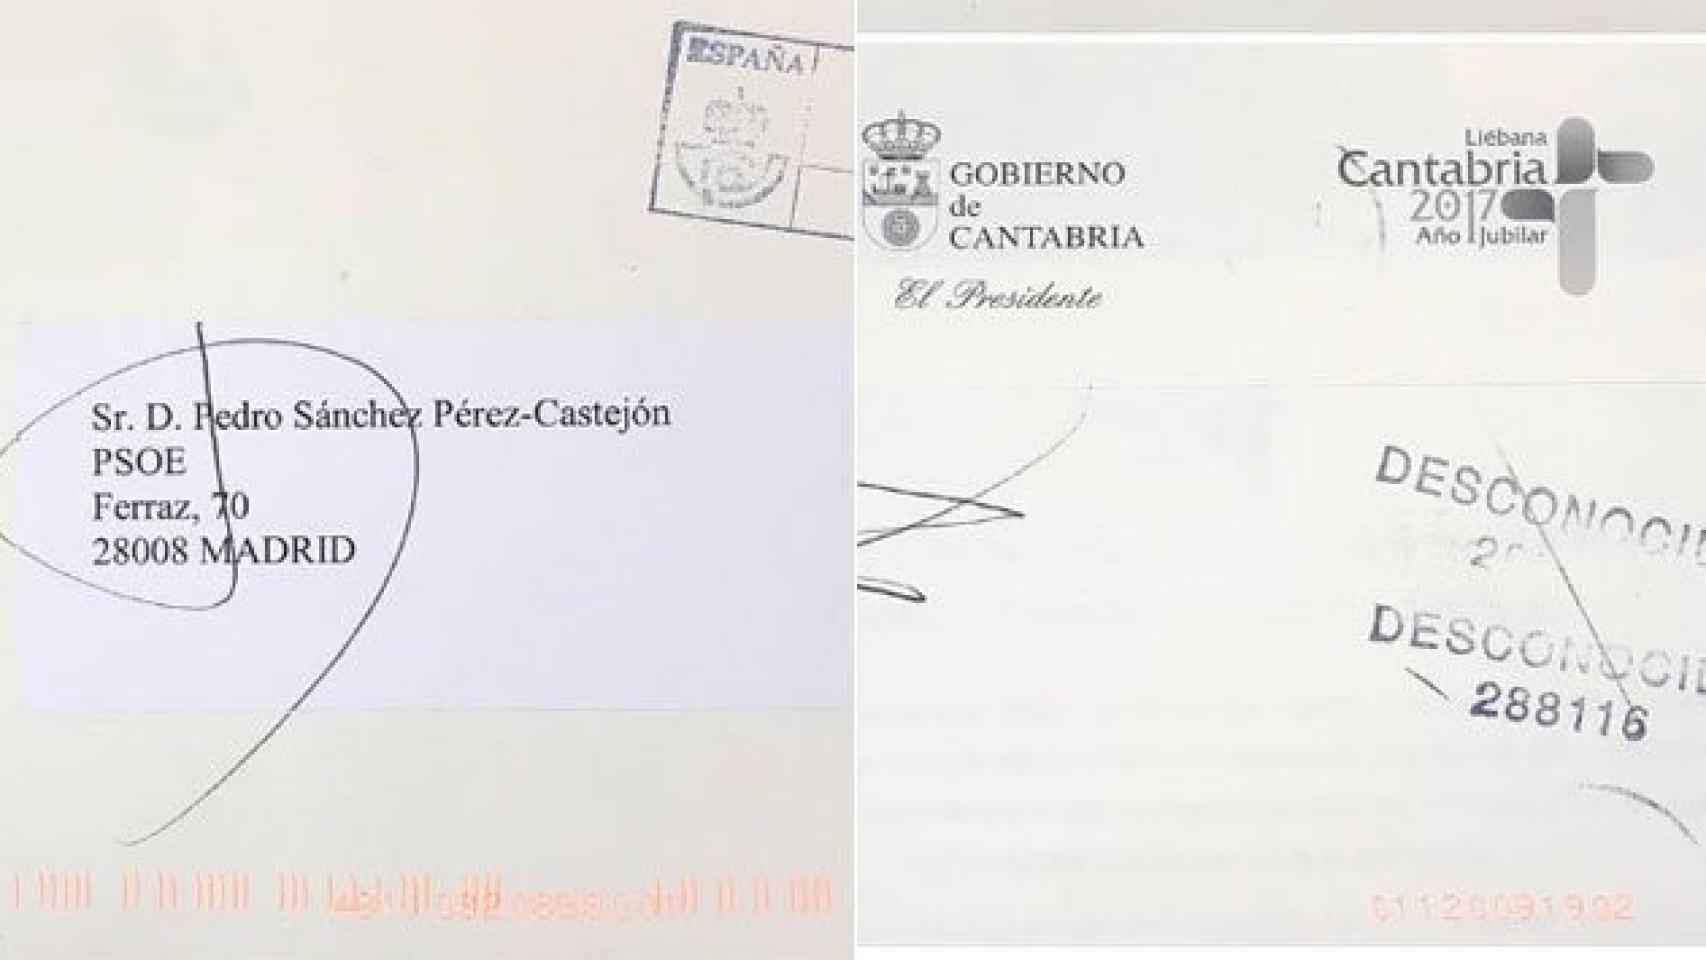 ESPAÑA
Sr. D. Pedro Sánchez Pérez-Castejón
PSOE
Ferraz, 70
28008 MADRID
GOBIERNO
de
CANTABRIA
El Presidente
Liébana
Cantabria
2017
Año Jubilar
DESCONOCID
DESCONOCID
288116
01120091902